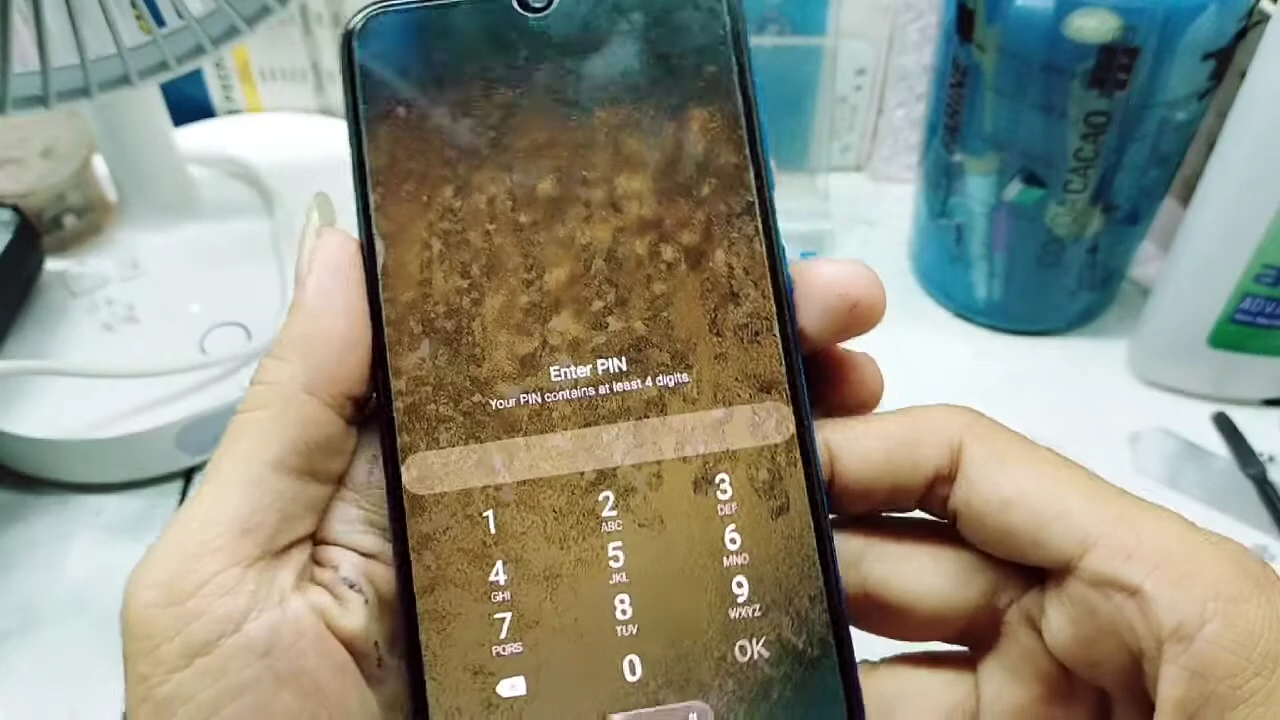 Enter PIN
Your PIN contains at least 4 digits.
1
2
ABC
3
DEF
4
GHI
5
JKL
6
MNO
7
PQRS
8
TUV
9
WXYZ
0
OK
CACAO